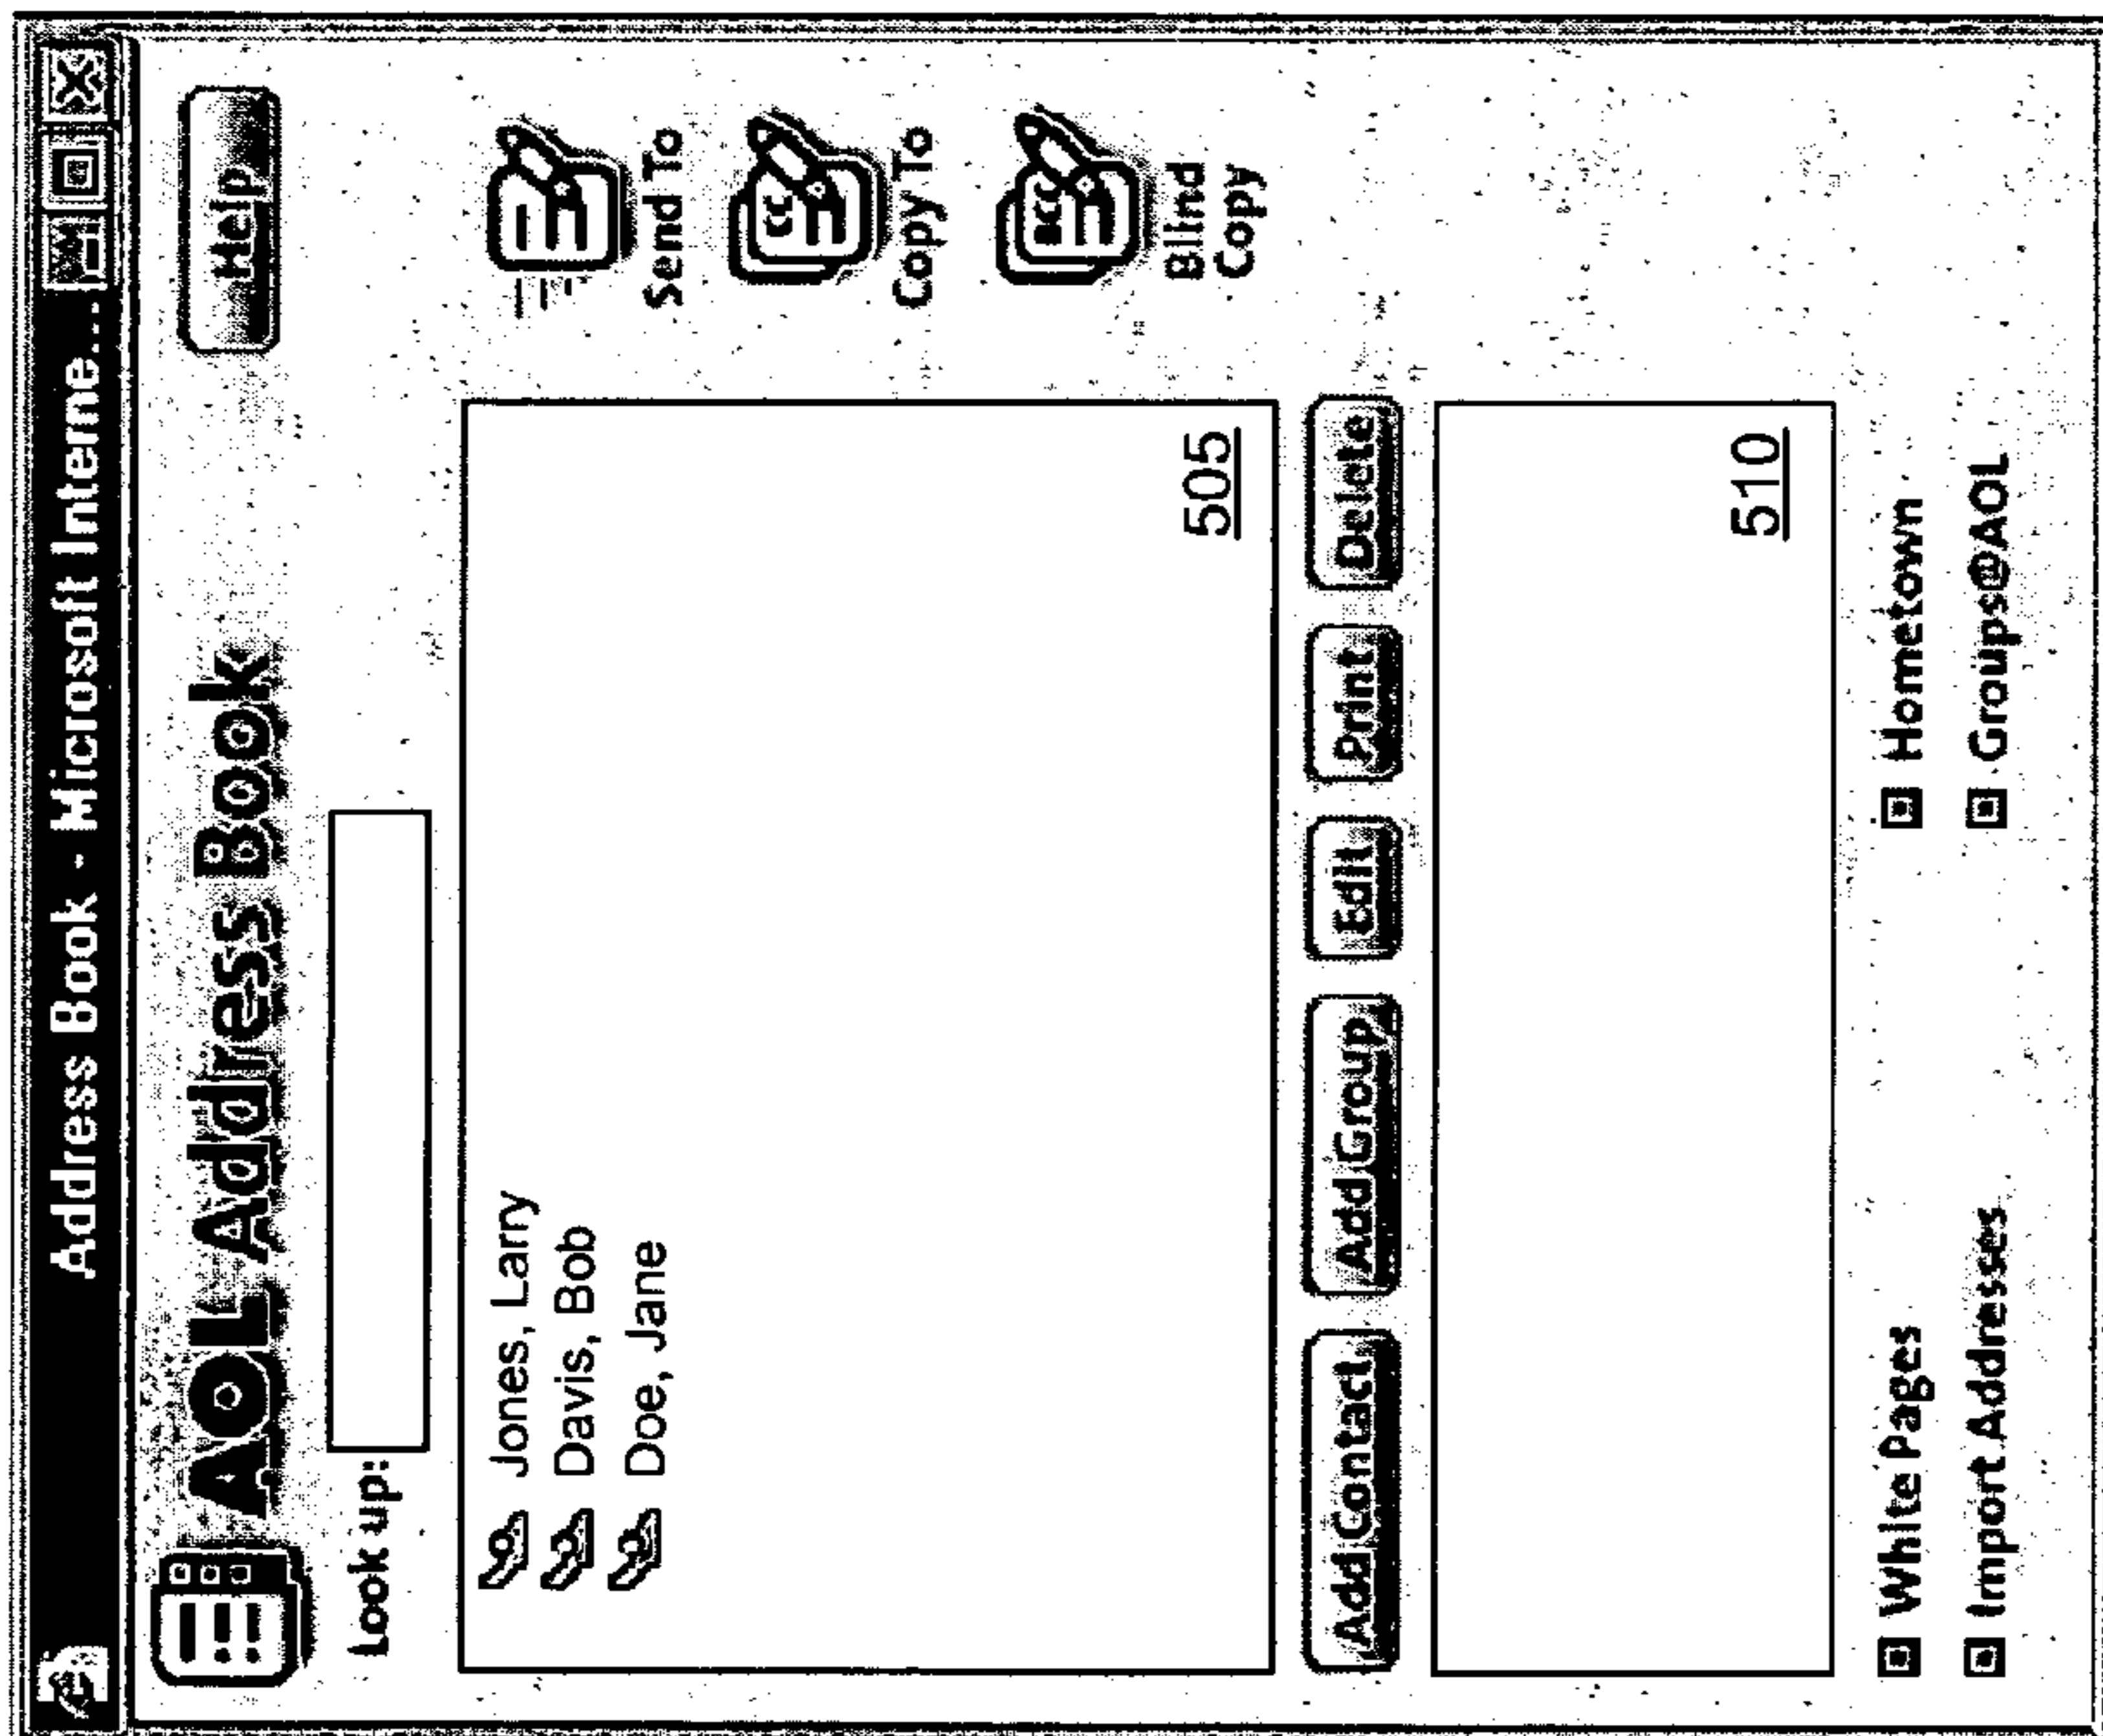 Address Book - Microsoft Interne...
AOL Address Book
Help
Look up:
Jones, Larry
Davis, Bob
Doe, Jane
505
Send To
CC
Copy To
BCC
Blind
Copy
Add Contact Add Group Edit Print Delete
510
White Pages Hometown
Import Addresses Groups@AOL